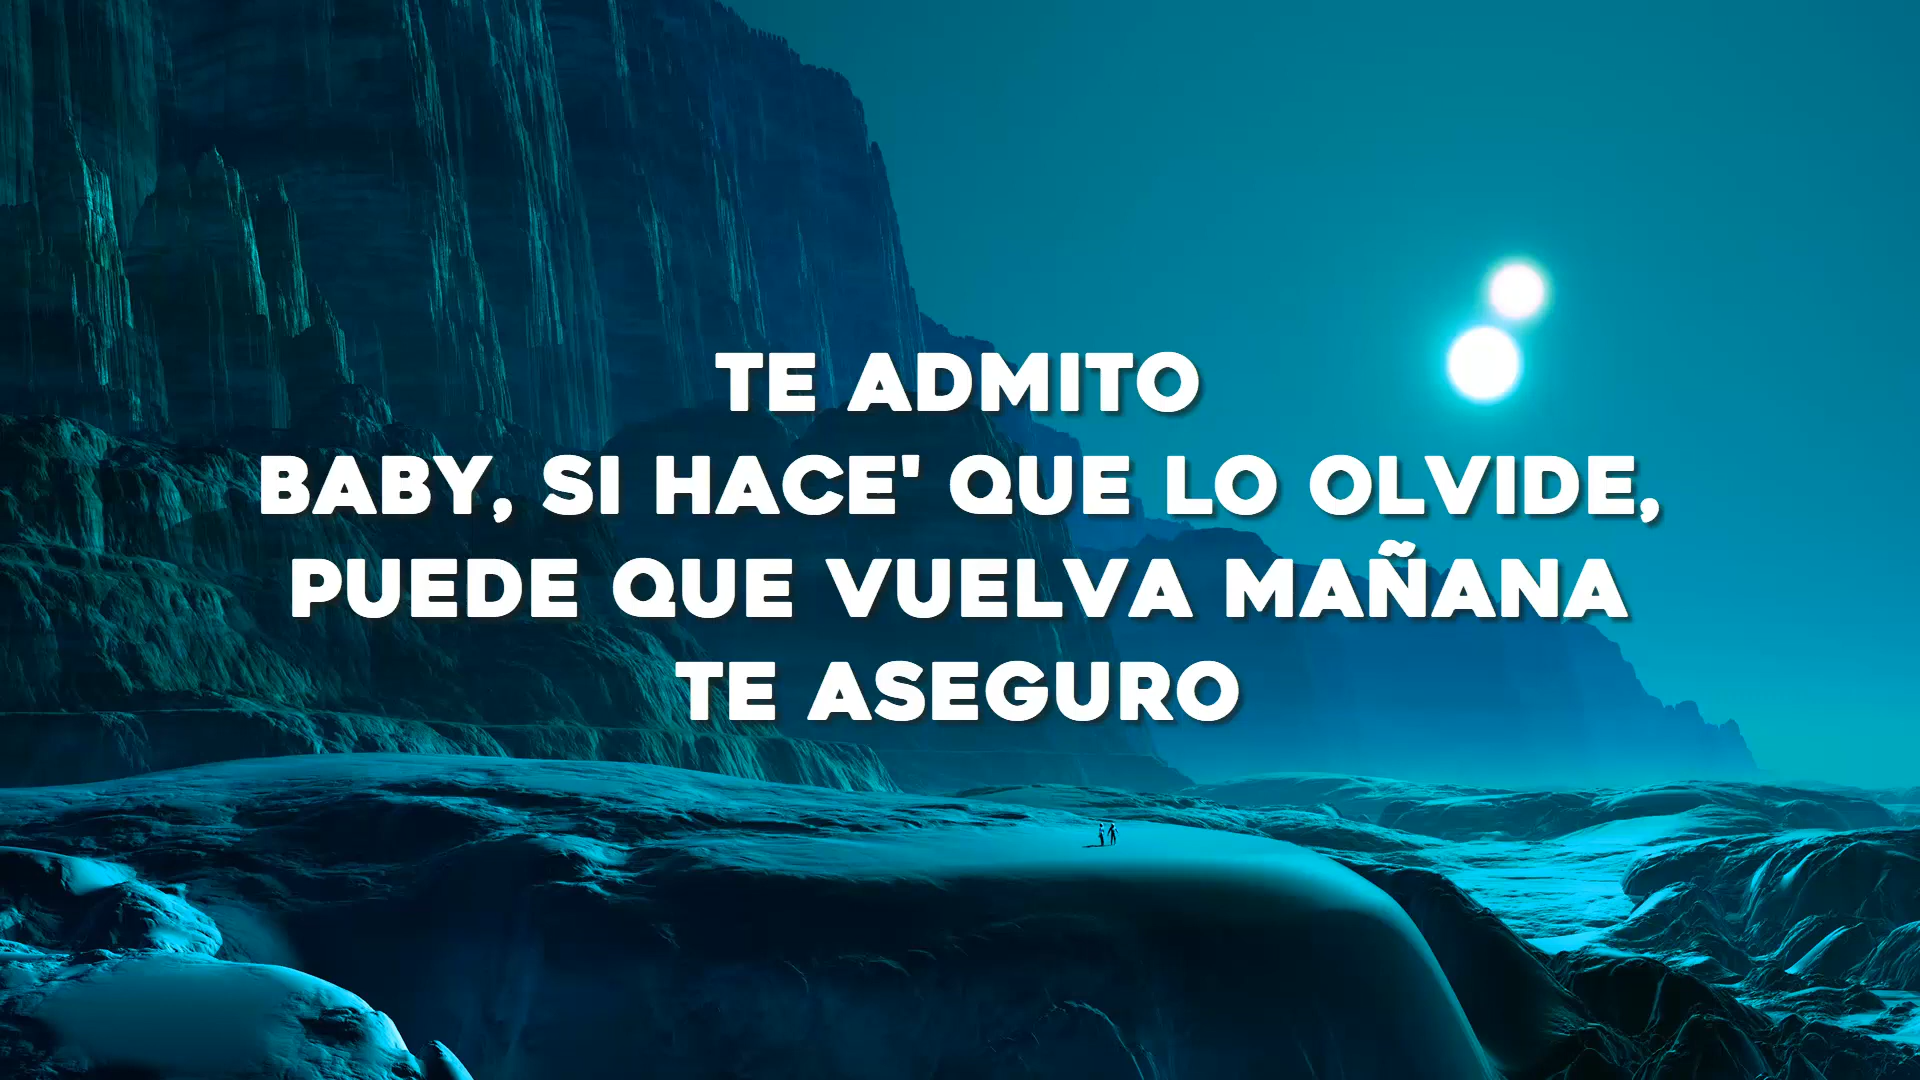 TE ADMITO
BABY, SI HACE' QUE LO OLVIDE,
PUEDE QUE VUELVA MAÑANA
TE ASEGURO